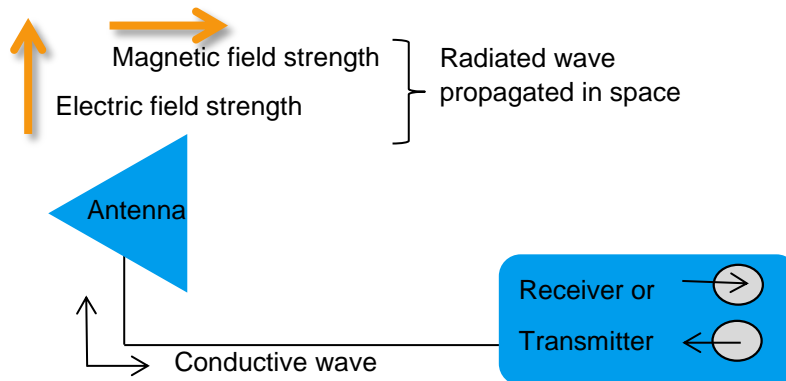 Magnetic field strength
Electric field strength
Radiated wave
propagated in space
Antenna
Receiver or
Transmitter
Conductive wave